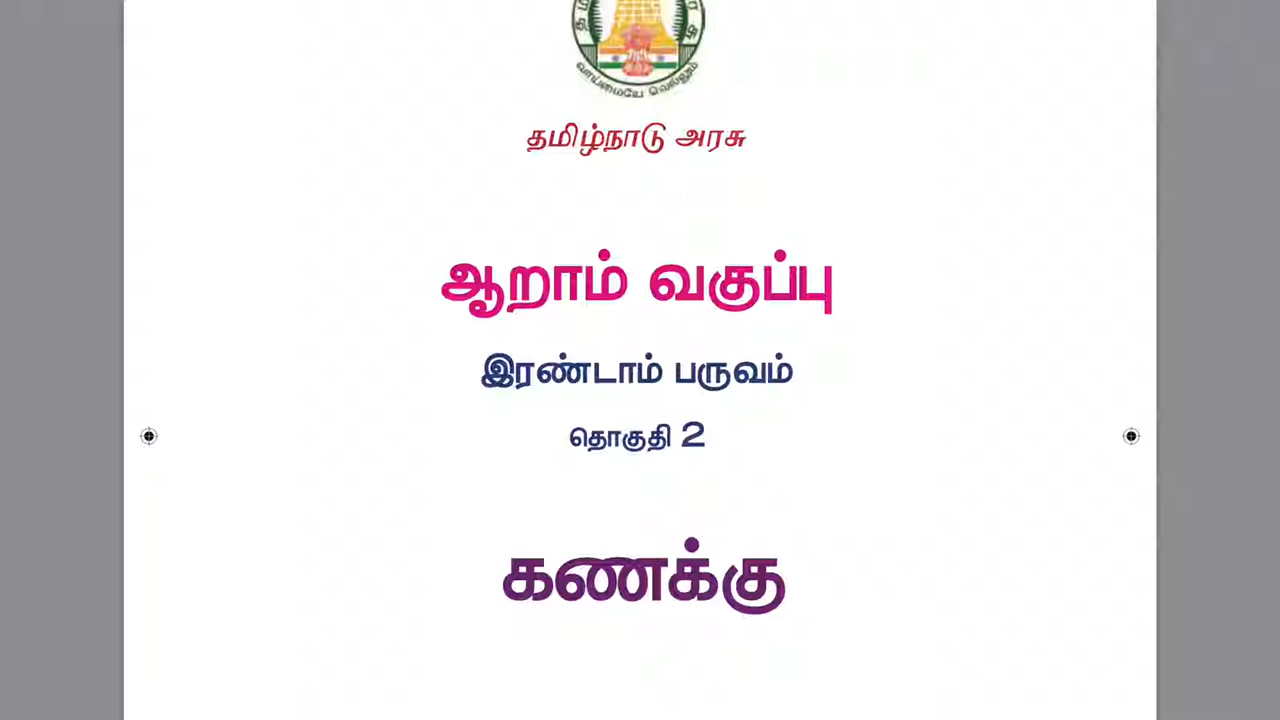 வாய்மையே வெல்லும்
தமிழ்நாடு அரசு
ஆறாம் வகுப்பு
இரண்டாம் பருவம்
தொகுதி 2
கணக்கு